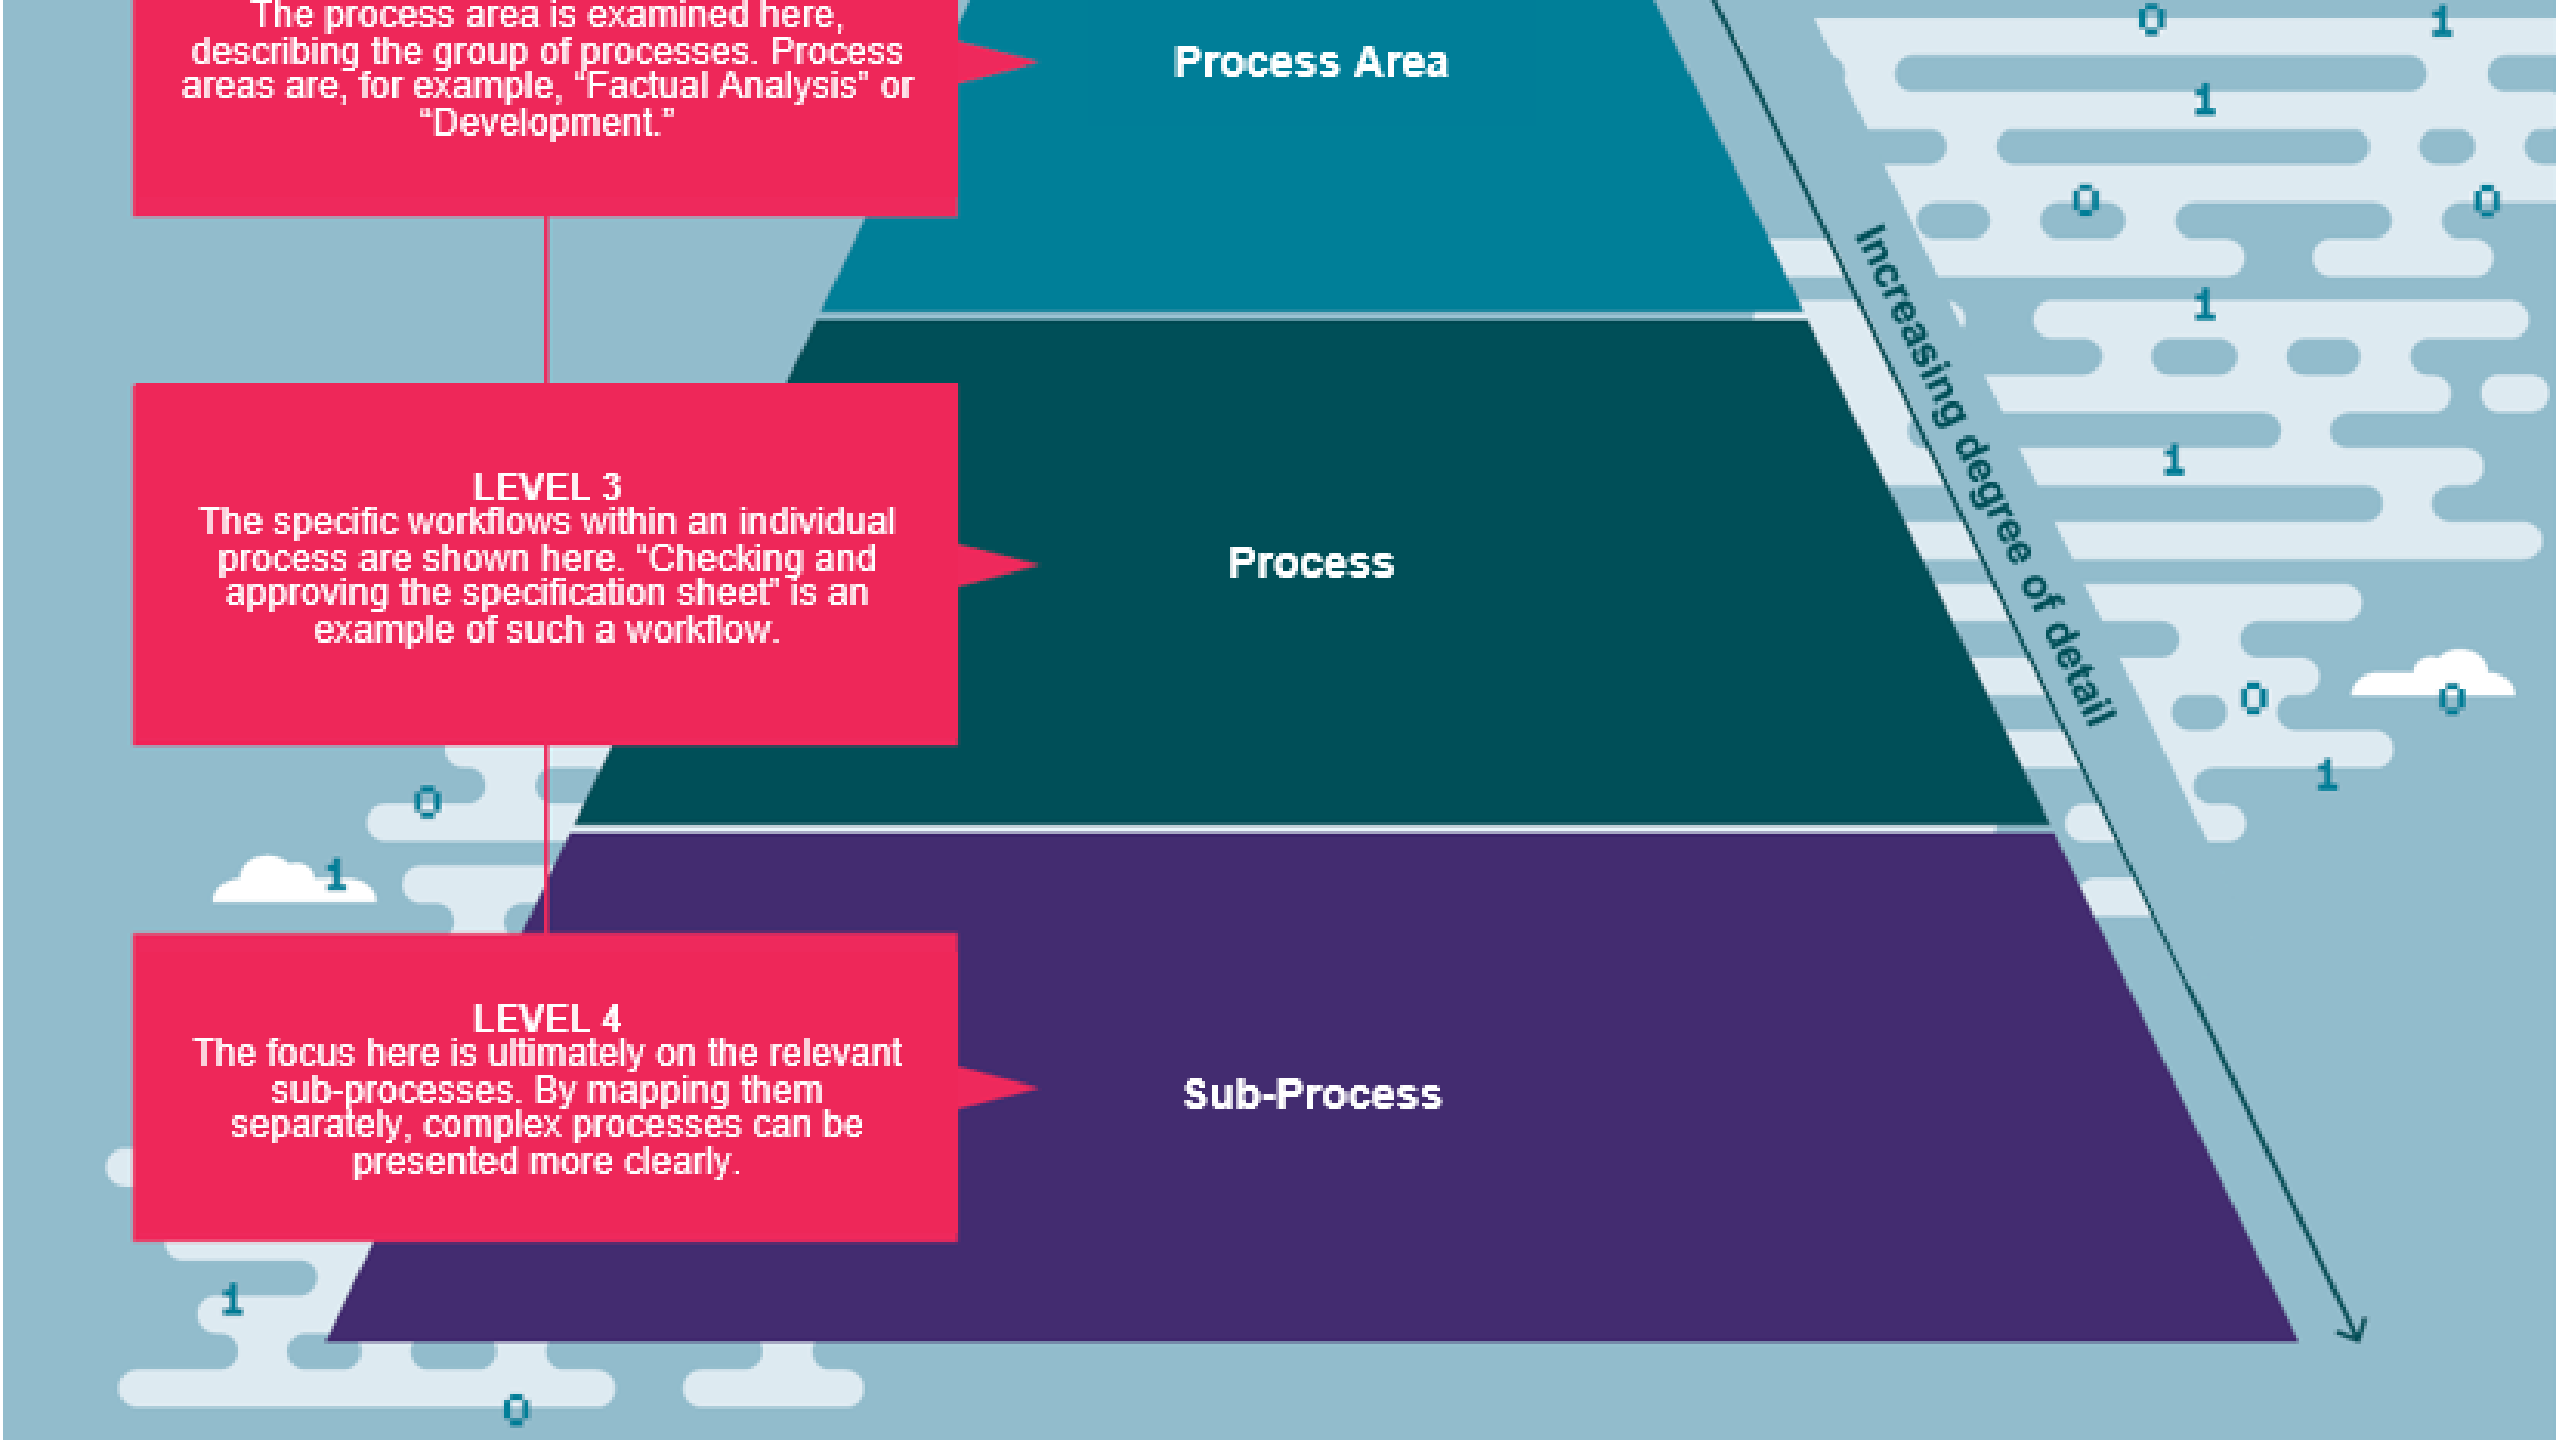 The process area is examined here,
describing the group of processes. Process
areas are, for example, “Factual Analysis” or
“Development.”
Process Area
0
1
1
0
0
1
1
0
0
1
Increasing degree of detail
LEVEL 3
The specific workflows within an individual
process are shown here. “Checking and
approving the specification sheet” is an
example of such a workflow.
Process
0
1
LEVEL 4
The focus here is ultimately on the relevant
sub-processes. By mapping them
separately, complex processes can be
presented more clearly.
Sub-Process
1
0